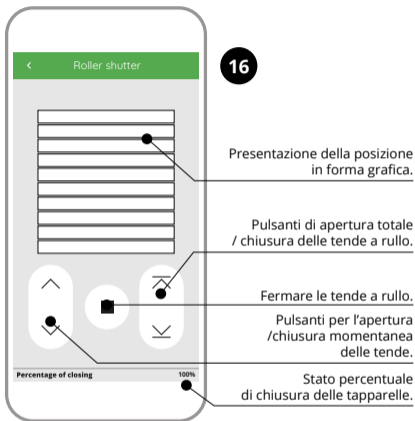 Roller shutter
16
Presentazione della posizione
in forma grafica.
Pulsanti di apertura totale
/ chiusura delle tende a rullo.
Fermare le tende a rullo.
Pulsanti per l’apertura
/chiusura momentanea
delle tende.
Percentage of closing 100%
Stato percentuale
di chiusura delle tapparelle.